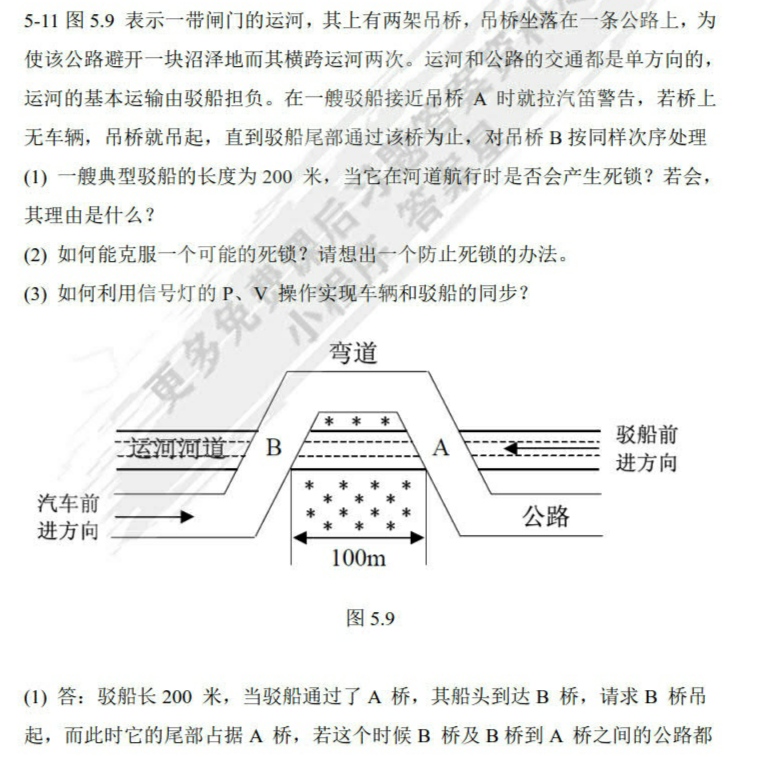 5-11 图 5.9 表示一带闸门的运河，其上有两架吊桥，吊桥坐落在一条公路上，为
使该公路避开一块沼泽地而其横跨运河两次。运河和公路的交通都是单方向的，
运河的基本运输由驳船担负。在一艘驳船接近吊桥 A 时就拉汽笛警告，若桥上
无车辆，吊桥就吊起，直到驳船尾部通过该桥为止，对吊桥 B 按同样次序处理
(1) 一艘典型驳船的长度为 200 米，当它在河道航行时是否会产生死锁？若会，
其理由是什么？
(2) 如何能克服一个可能的死锁？请想出一个防止死锁的办法。
(3) 如何利用信号灯的 P、V 操作实现车辆和驳船的同步？
更多免费课后习题答案资料
小程序 答案星
弯道
运河河道
B
* * *
A
驳船前
进方向
汽车前
进方向
* * * *
* * *
* * * *
* * *
公路
100m
图 5.9
(1) 答：驳船长 200 米，当驳船通过了 A 桥，其船头到达 B 桥，请求 B 桥吊
起，而此时它的尾部占据 A 桥，若这个时候 B 桥及 B 桥到 A 桥之间的公路都